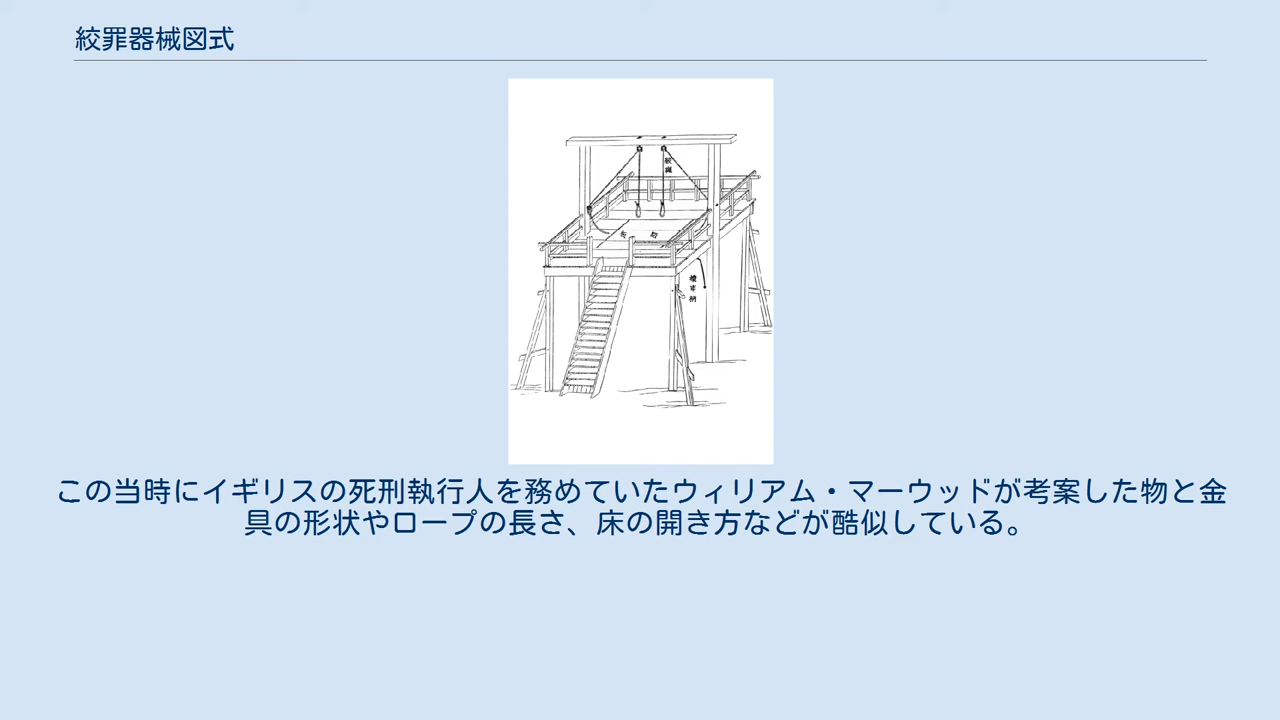 絞罪器械図式
この当時にイギリスの死刑執行人を務めていたウィリアム・マーウッドが考案した物と金
具の形状やロープの長さ、床の開き方などが酷似している。